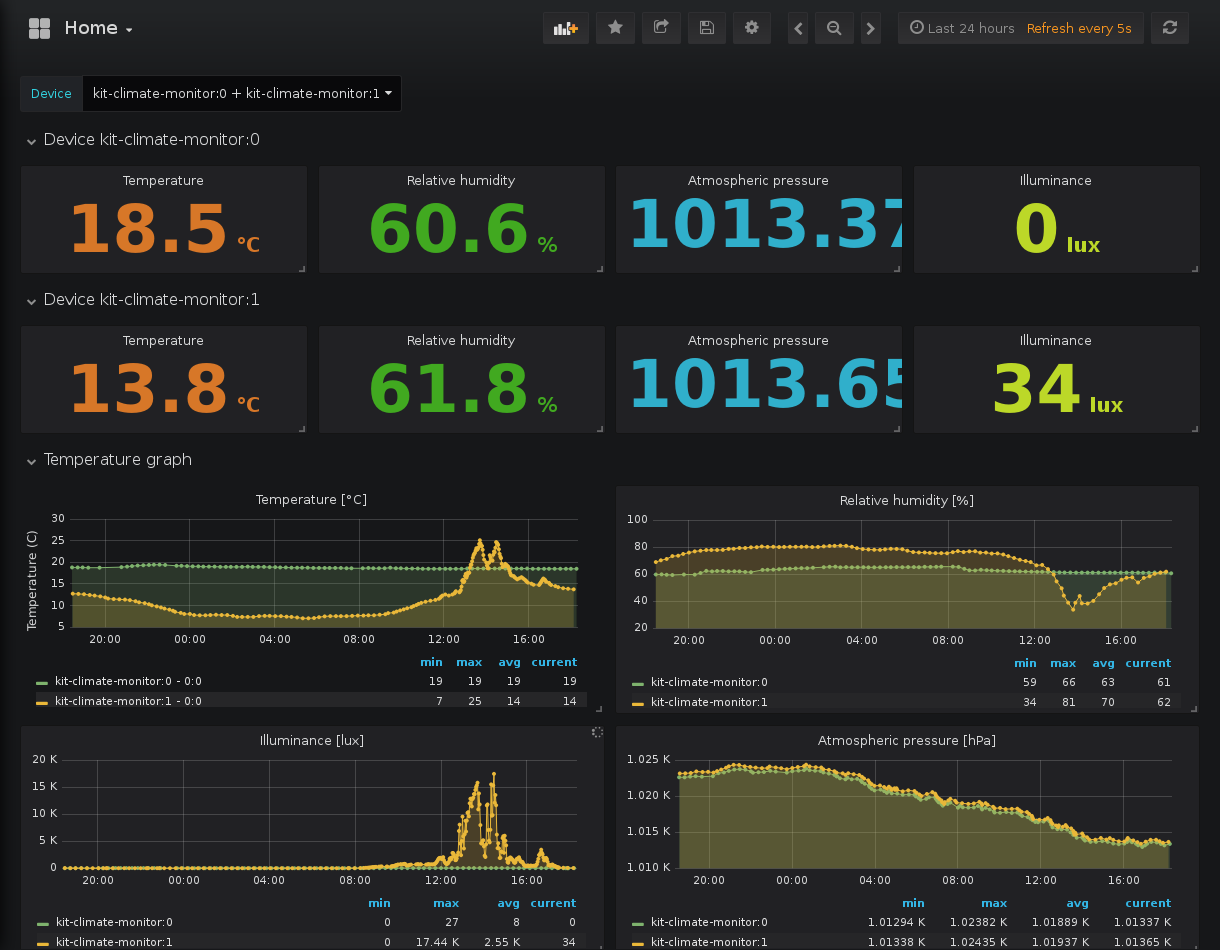 Home
Last 24 hours Refresh every 5s
Device kit-climate-monitor:0 + kit-climate-monitor:1
Device kit-climate-monitor:0
Temperature Relative humidity Atmospheric pressure Illuminance
18.5 °C 60.6 % 1013.37 0 lux
Device kit-climate-monitor:1
Temperature Relative humidity Atmospheric pressure Illuminance
13.8 °C 61.8 % 1013.65 34 lux
Temperature graph
Temperature [°C]
Temperature (C)
30
25
20
15
10
5
20:00 00:00 04:00 08:00 12:00 16:00
min max avg current
kit-climate-monitor:0 - 0:0 19 19 19 19
kit-climate-monitor:1 - 0:0 7 25 14 14
Relative humidity [%]
100
80
60
40
20
20:00 00:00 04:00 08:00 12:00 16:00
min max avg current
kit-climate-monitor:0 59 66 63 61
kit-climate-monitor:1 34 81 70 62
Illuminance [lux]
20 K
15 K
10 K
5 K
0
20:00 00:00 04:00 08:00 12:00 16:00
min max avg current
kit-climate-monitor:0 0 27 8 0
kit-climate-monitor:1 0 17.44 K 2.55 K 34
Atmospheric pressure [hPa]
1.025 K
1.020 K
1.015 K
1.010 K
20:00 00:00 04:00 08:00 12:00 16:00
min max avg current
kit-climate-monitor:0 1.01294 K 1.02382 K 1.01889 K 1.01337 K
kit-climate-monitor:1 1.01338 K 1.02435 K 1.01937 K 1.01365 K